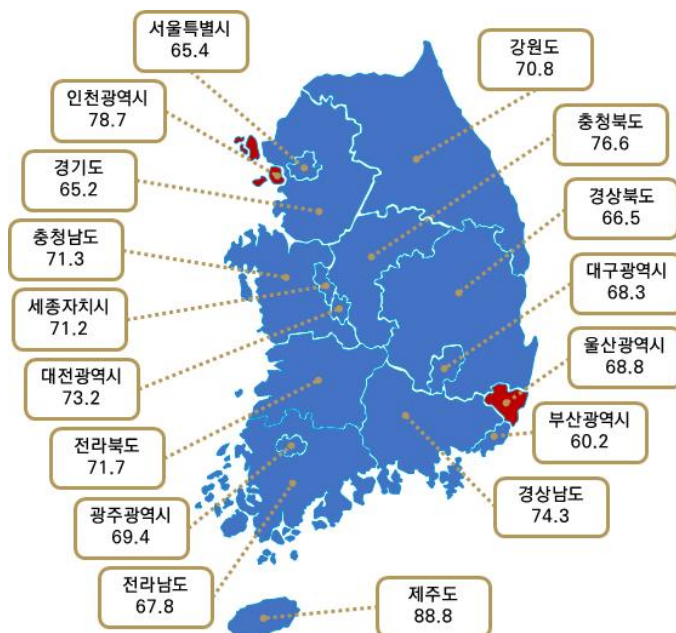 서울특별시
65.4
강원도
70.8
인천광역시
78.7
충청북도
76.6
경기도
65.2
경상북도
66.5
충청남도
71.3
대구광역시
68.3
세종자치시
71.2
울산광역시
68.8
대전광역시
73.2
부산광역시
60.2
전라북도
71.7
경상남도
74.3
광주광역시
69.4
전라남도
67.8
제주도
88.8